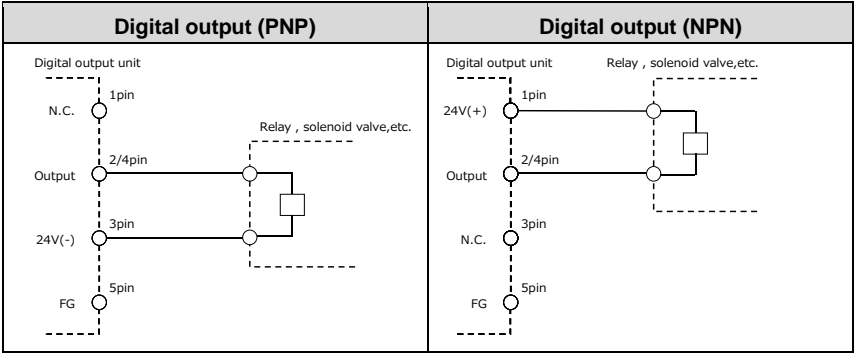 Digital output (PNP)
Digital output unit
1pin
N.C.
Relay , solenoid valve,etc.
2/4pin
Output
3pin
24V(-)
5pin
FG
Digital output (NPN)
Digital output unit
Relay , solenoid valve,etc.
1pin
24V(+)
2/4pin
Output
3pin
N.C.
5pin
FG